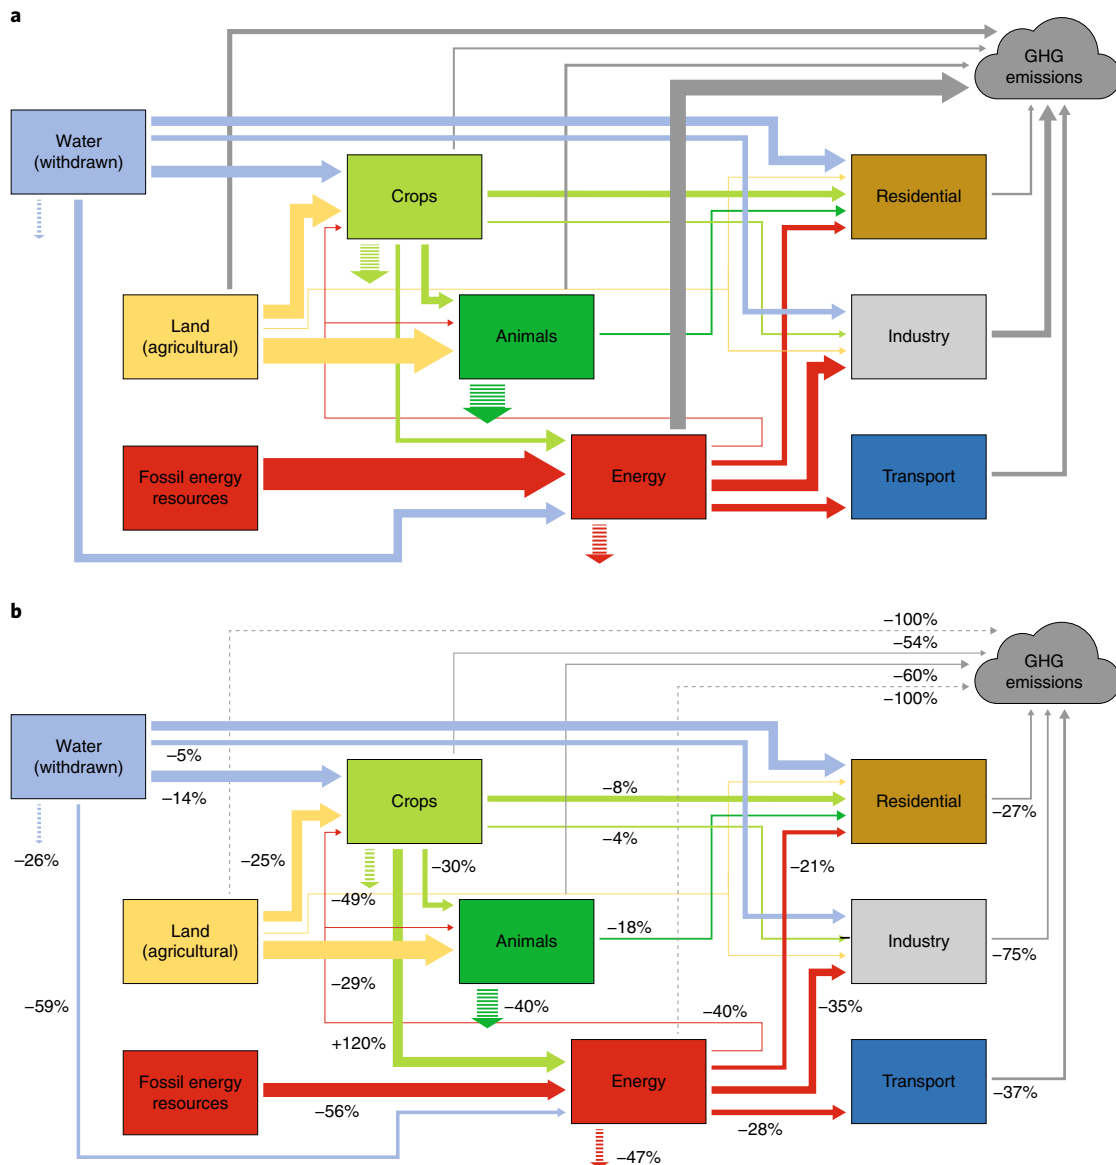 a
GHG
emissions
Water
(withdrawn)
Crops
Residential
Land
(agricultural)
Animals
Industry
Fossil energy
resources
Energy
Transport
b
−100%
−54%
−60%
−100%
GHG
emissions
Water
(withdrawn)
−5%
−14%
Crops
−8%
−4%
Residential
−27%
−26%
−25%
−30%
−21%
−49%
Land
(agricultural)
−29%
Animals
−18%
Industry
−75%
−59%
−40%
−40%
−35%
+120%
Fossil energy
resources
−56%
Energy
−28%
Transport
−37%
−47%